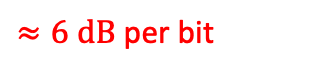 ≈ 6 dB per bit